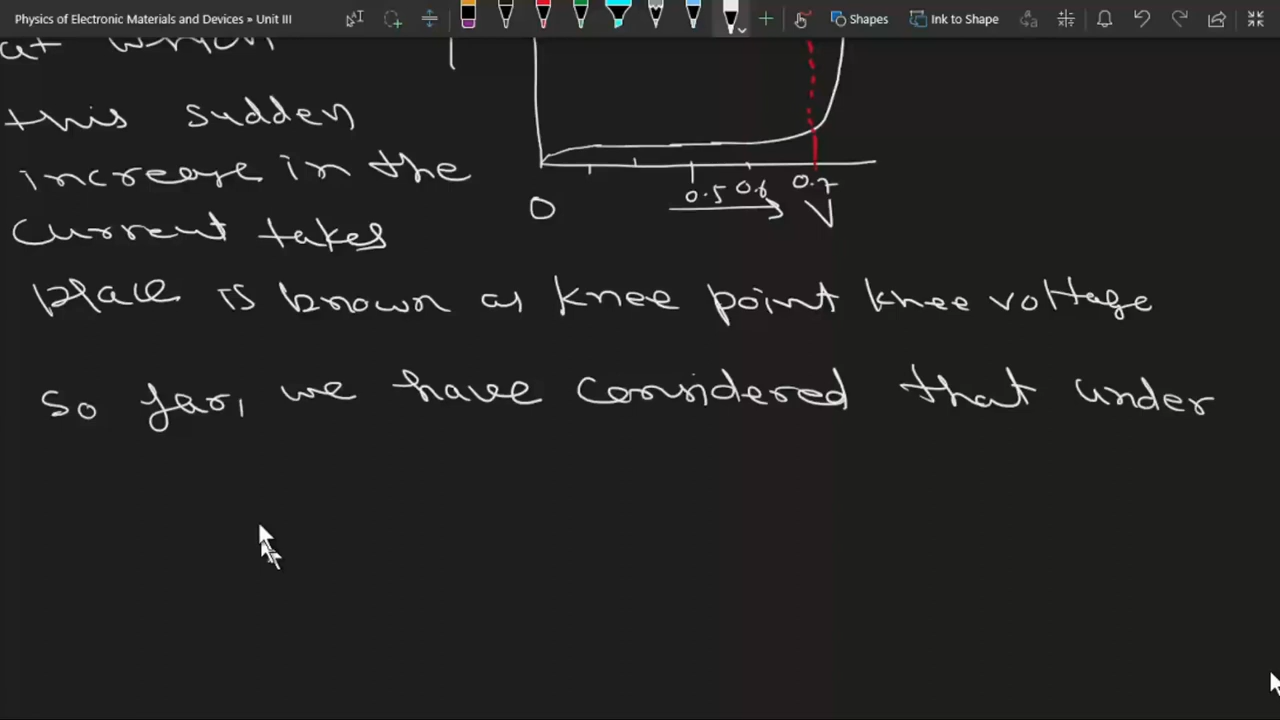 Physics of Electronic Materials and Devices » Unit III
Shapes
Ink to Shape
at which
this sudden
increase in the
current takes
0.5 0.6 0.7
0
V
place is known as knee point knee voltage
So far, we have considered that under